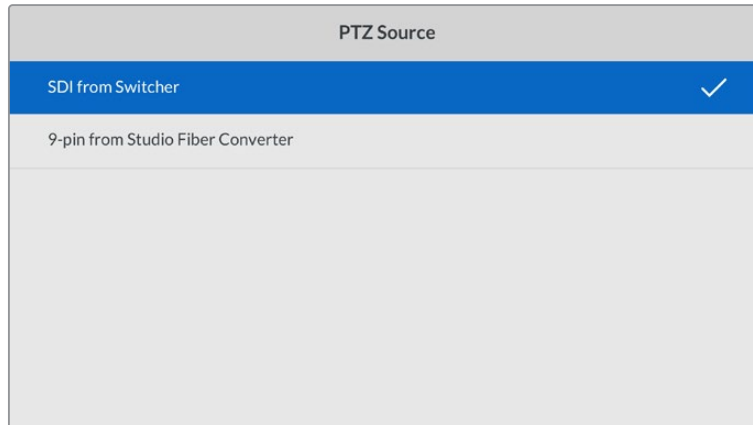 PTZ Source
SDI from Switcher
9-pin from Studio Fiber Converter